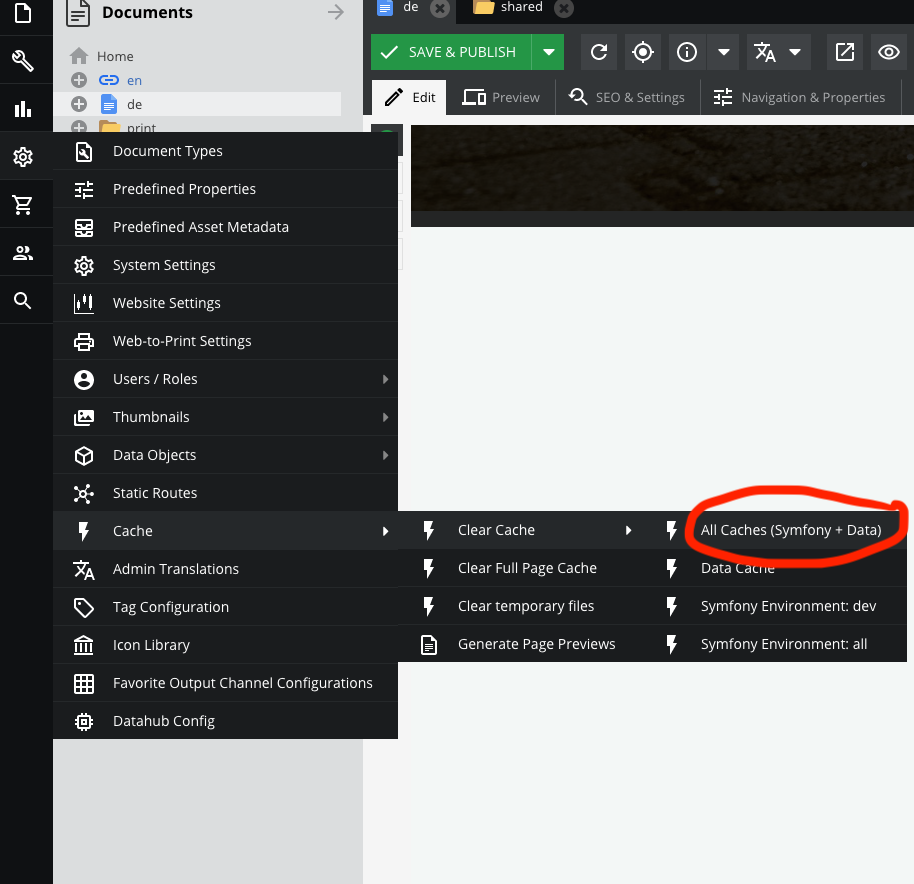 Documents
de
shared
SAVE & PUBLISH
Home
en
de
print
Edit
Preview
SEO & Settings
Navigation & Properties
Document Types
Predefined Properties
Predefined Asset Metadata
System Settings
Website Settings
Web-to-Print Settings
Users / Roles
Thumbnails
Data Objects
Static Routes
Cache
Admin Translations
Tag Configuration
Icon Library
Favorite Output Channel Configurations
Datahub Config
Clear Cache
Clear Full Page Cache
Clear temporary files
Generate Page Previews
All Caches (Symfony + Data)
Data Cache
Symfony Environment: dev
Symfony Environment: all